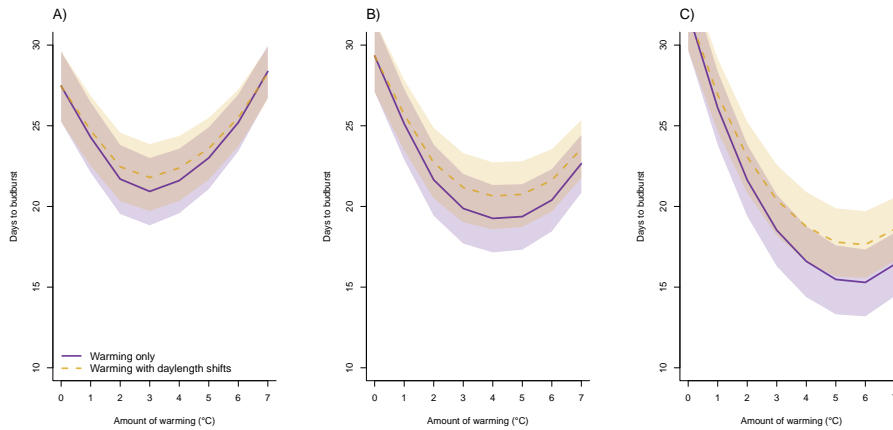 A)
Days to budburst
30
25
20
15
10
Warming only
Warming with daylength shifts
0 1 2 3 4 5 6 7
Amount of warming (°C)
B)
Days to budburst
30
25
20
15
10
0 1 2 3 4 5 6 7
Amount of warming (°C)
C)
Days to budburst
30
25
20
15
10
0 1 2 3 4 5 6
Amount of warming (°C)